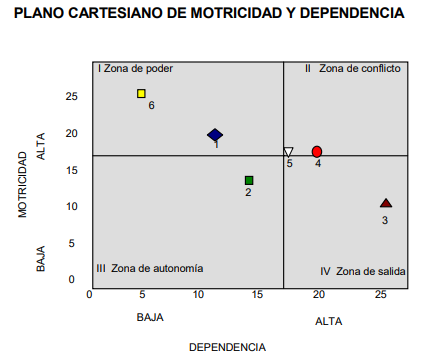 PLANO CARTESIANO DE MOTRICIDAD Y DEPENDENCIA
I Zona de poder
II Zona de conflicto
25
6
ALTA
20
1
5
4
MOTRICIDAD
15
2
10
3
BAJA
5
III Zona de autonomía
IV Zona de salida
0
0
5
10
15
20
25
BAJA
ALTA
DEPENDENCIA